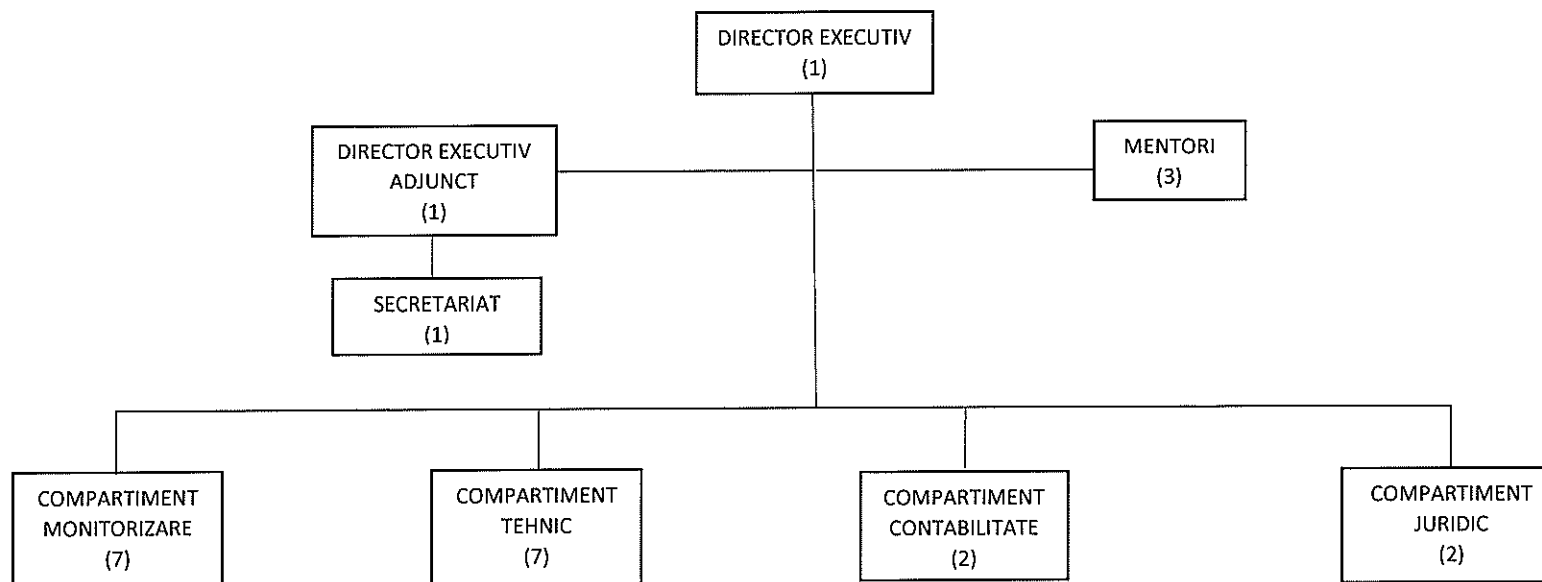 DIRECTOR EXECUTIV
(1)
DIRECTOR EXECUTIV
ADJUNCT
(1)
MENTORI
(3)
SECRETARIAT
(1)
COMPARTIMENT
MONITORIZARE
(7)
COMPARTIMENT
TEHNIC
(7)
COMPARTIMENT
CONTABILITATE
(2)
COMPARTIMENT
JURIDIC
(2)